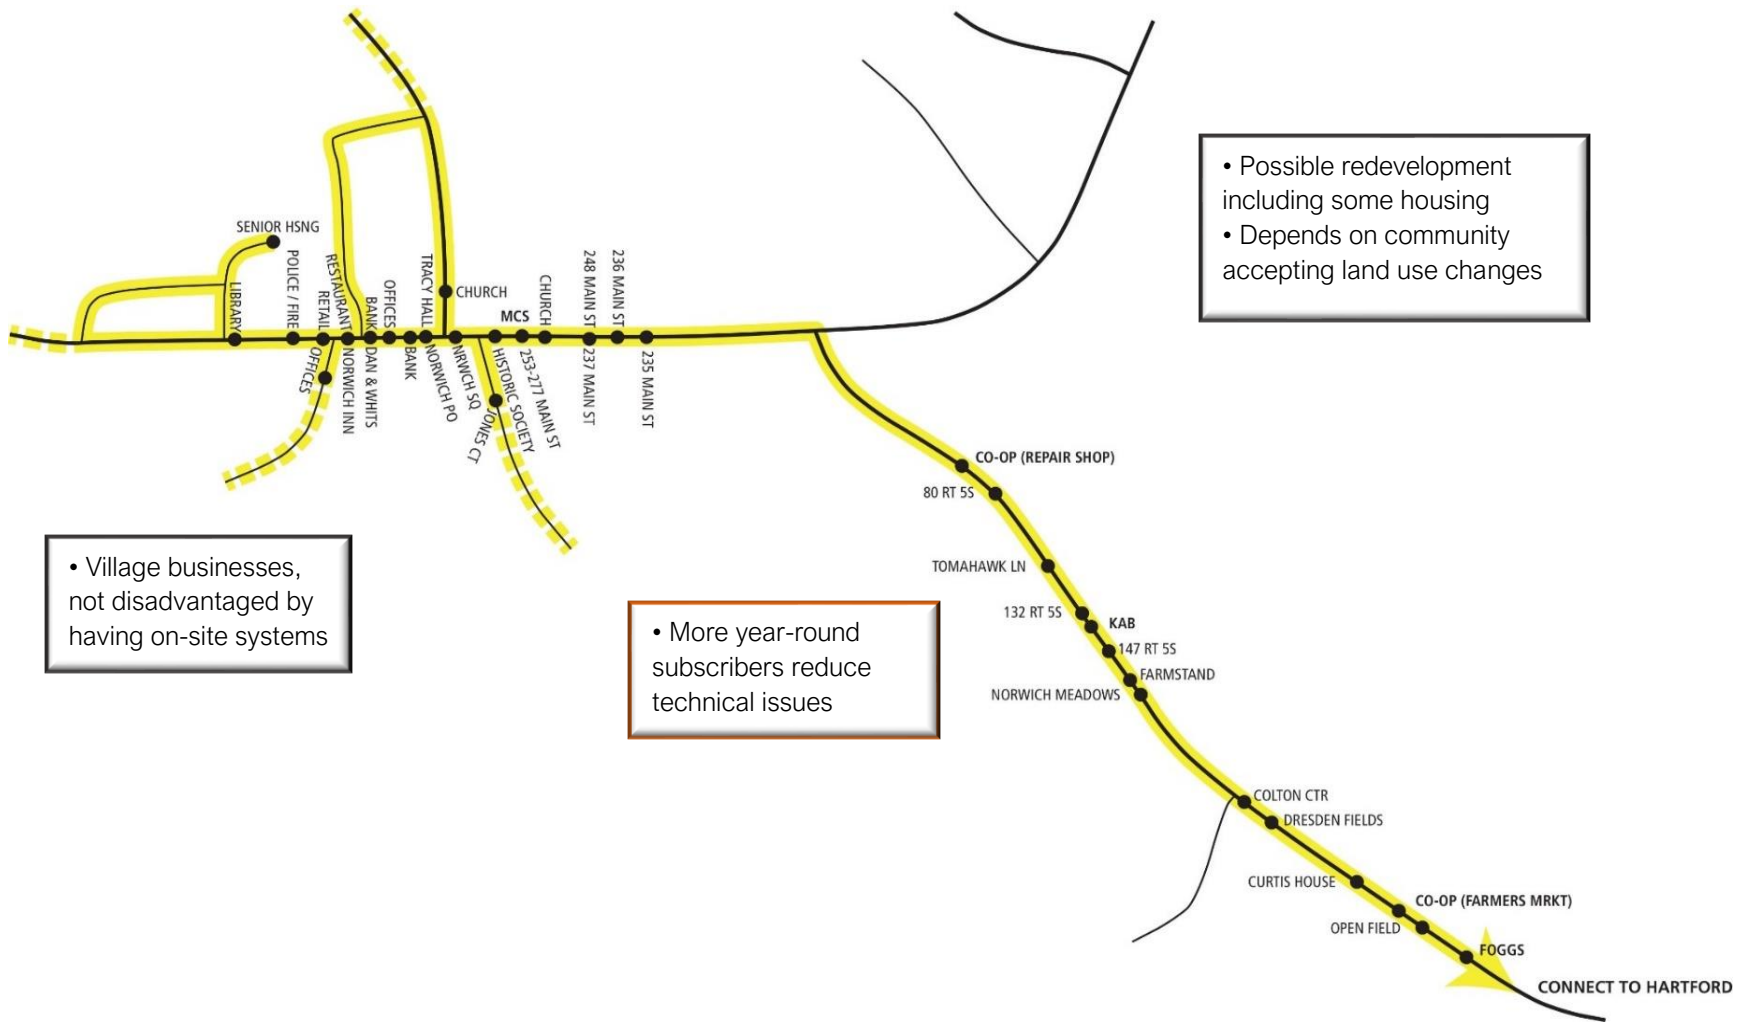 • Possible redevelopment
including some housing
• Depends on community
accepting land use changes
SENIOR HSNG
LIBRARY
POLICE / FIRE
RETAIL
RESTAURANT
BANK
OFFICES
TRACY HALL
CHURCH
MCS
CHURCH
248 MAIN ST
236 MAIN ST
OFFICES
NORWICH INN
DAN & WHITS
BANK
NORWICH PO
NRWCH SQ
JONES CT
HISTORIC SOCIETY
253-277 MAIN ST
237 MAIN ST
235 MAIN ST
CO-OP (REPAIR SHOP)
80 RT 5S
• Village businesses,
not disadvantaged by
having on-site systems
TOMAHAWK LN
132 RT 5S
KAB
• More year-round
subscribers reduce
technical issues
147 RT 5S
FARMSTAND
NORWICH MEADOWS
COLTON CTR
DRESDEN FIELDS
CURTIS HOUSE
CO-OP (FARMERS MRKT)
OPEN FIELD
FOGGS
CONNECT TO HARTFORD